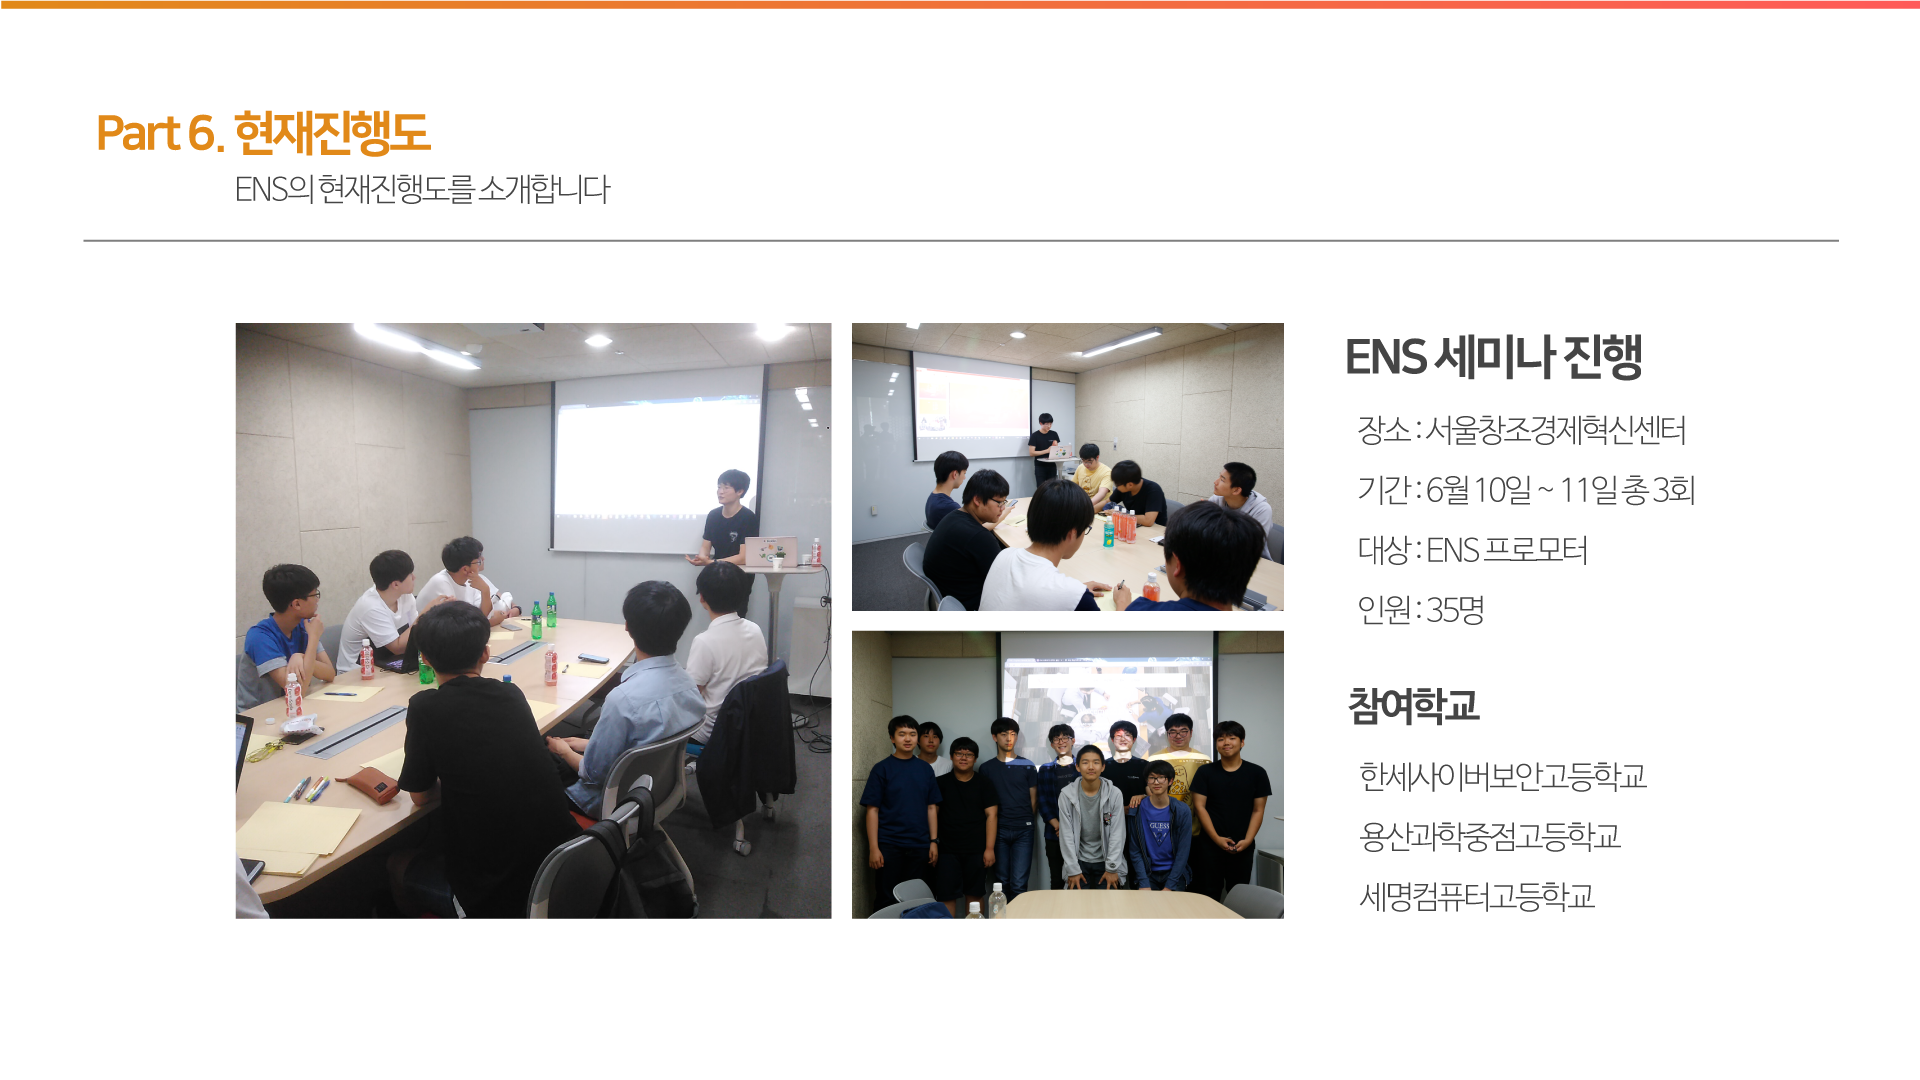 Part 6. 현재진행도
ENS의 현재진행도를 소개합니다
ENS 세미나 진행
장소 : 서울창조경제혁신센터
기간 : 6월 10일 ~ 11일 총 3회
대상 : ENS 프로모터
인원 : 35명
참여학교
한세사이버보안고등학교
용산과학중점고등학교
세명컴퓨터고등학교
GUESS